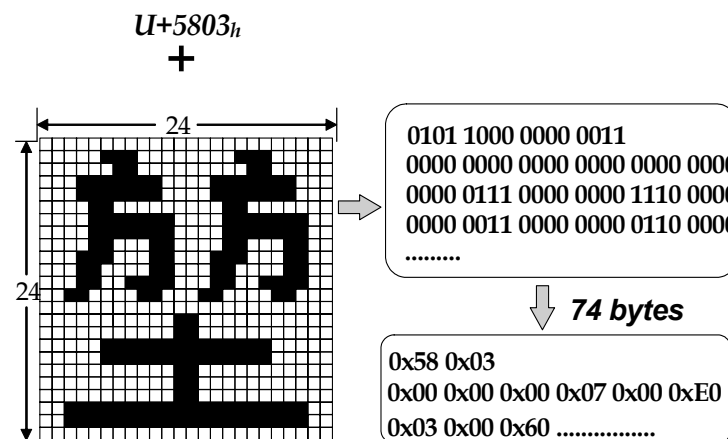 U+5803h
+
24
24
0101 1000 0000 0011
0000 0000 0000 0000 0000 0000
0000 0111 0000 0000 1110 0000
0000 0011 0000 0000 0110 0000
.........
74 bytes
0x58 0x03
0x00 0x00 0x00 0x07 0x00 0xE0
0x03 0x00 0x60 ...............